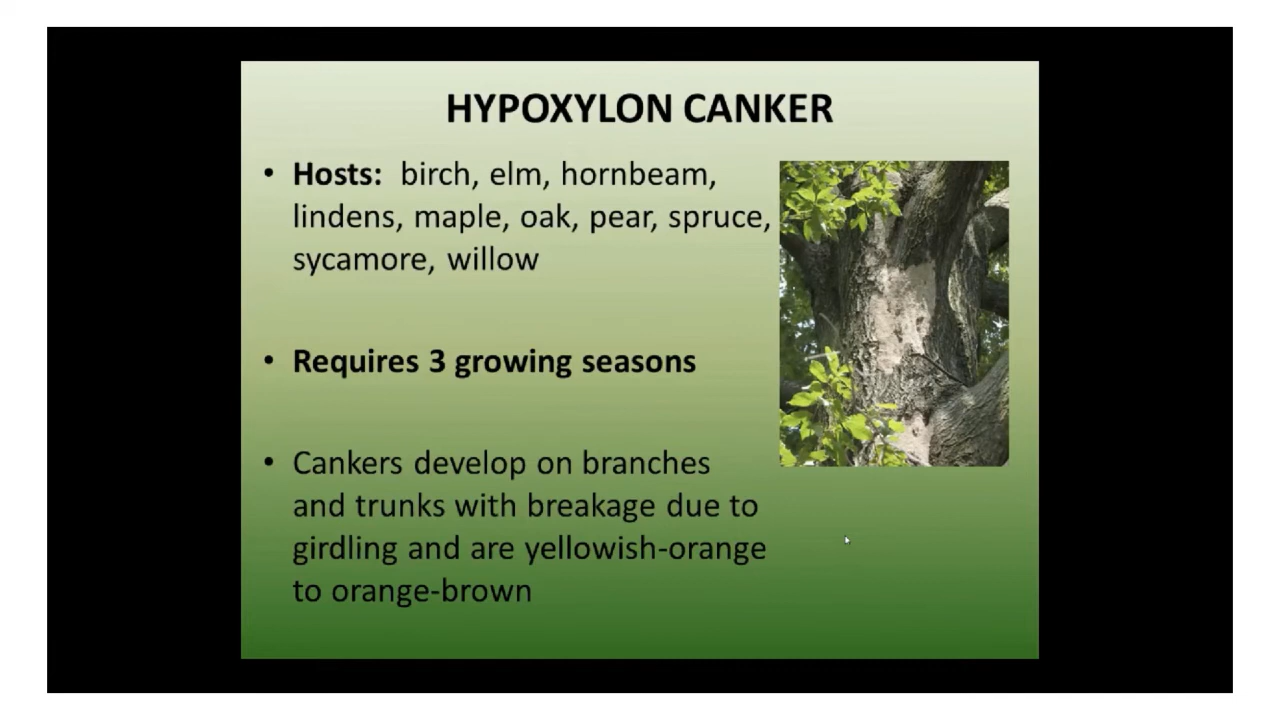 HYPOXYLON CANKER
• Hosts: birch, elm, hornbeam,
lindens, maple, oak, pear, spruce,
sycamore, willow
• Requires 3 growing seasons
• Cankers develop on branches
and trunks with breakage due to
girdling and are yellowish-orange
to orange-brown